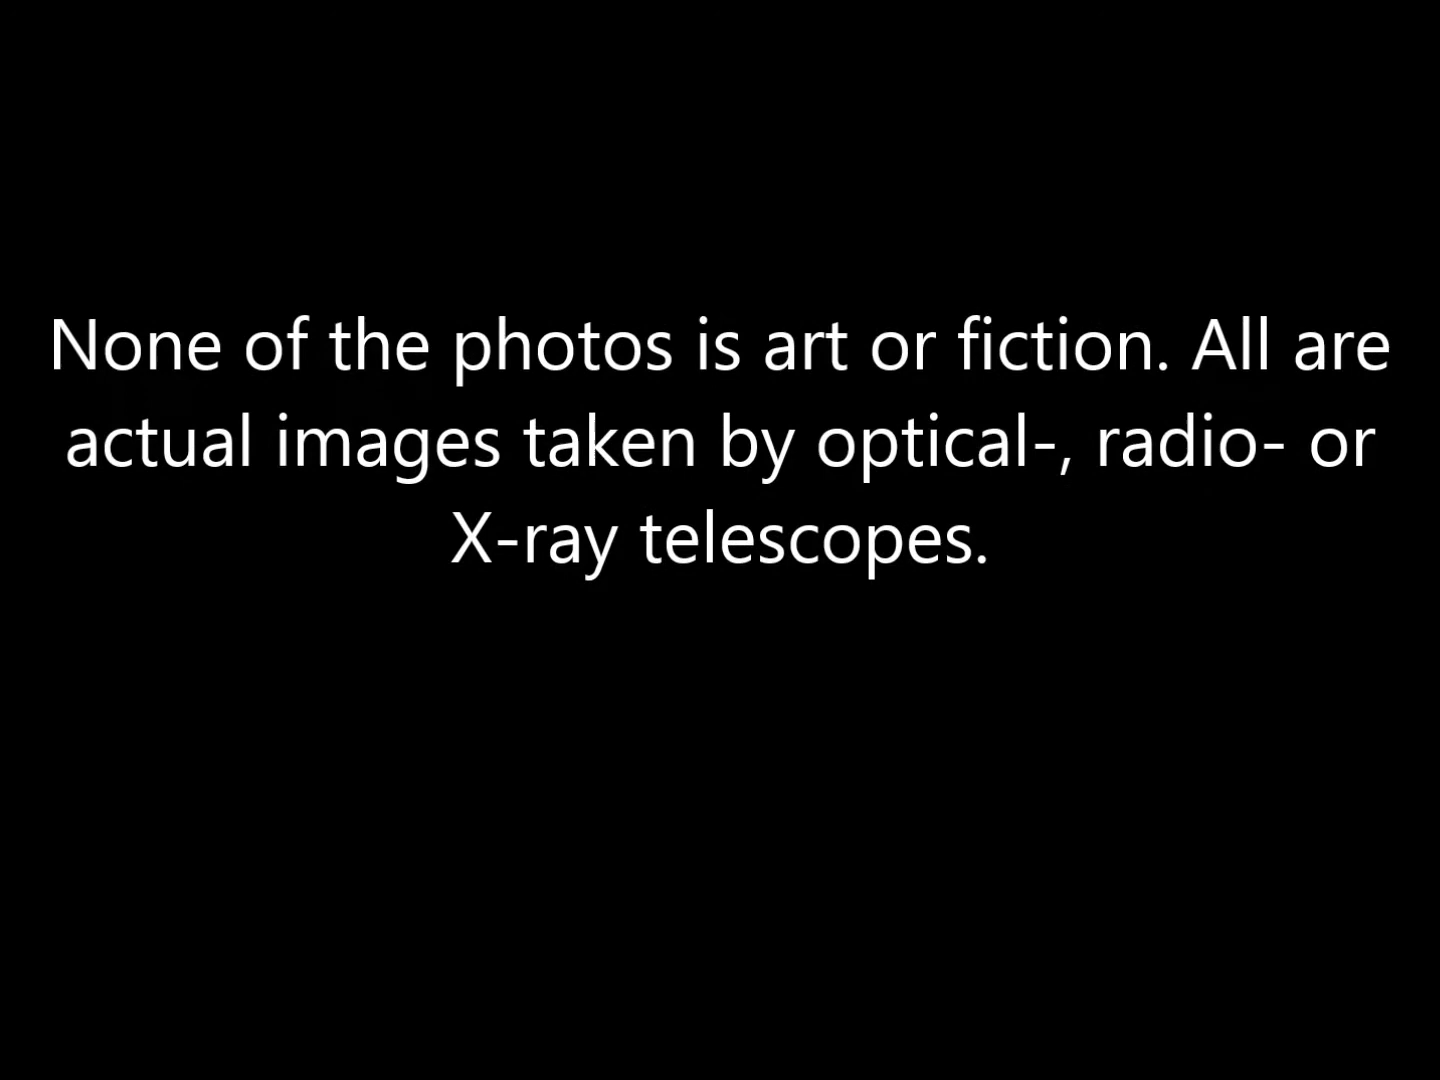 None of the photos is art or fiction. All are
actual images taken by optical-, radio- or
X-ray telescopes.